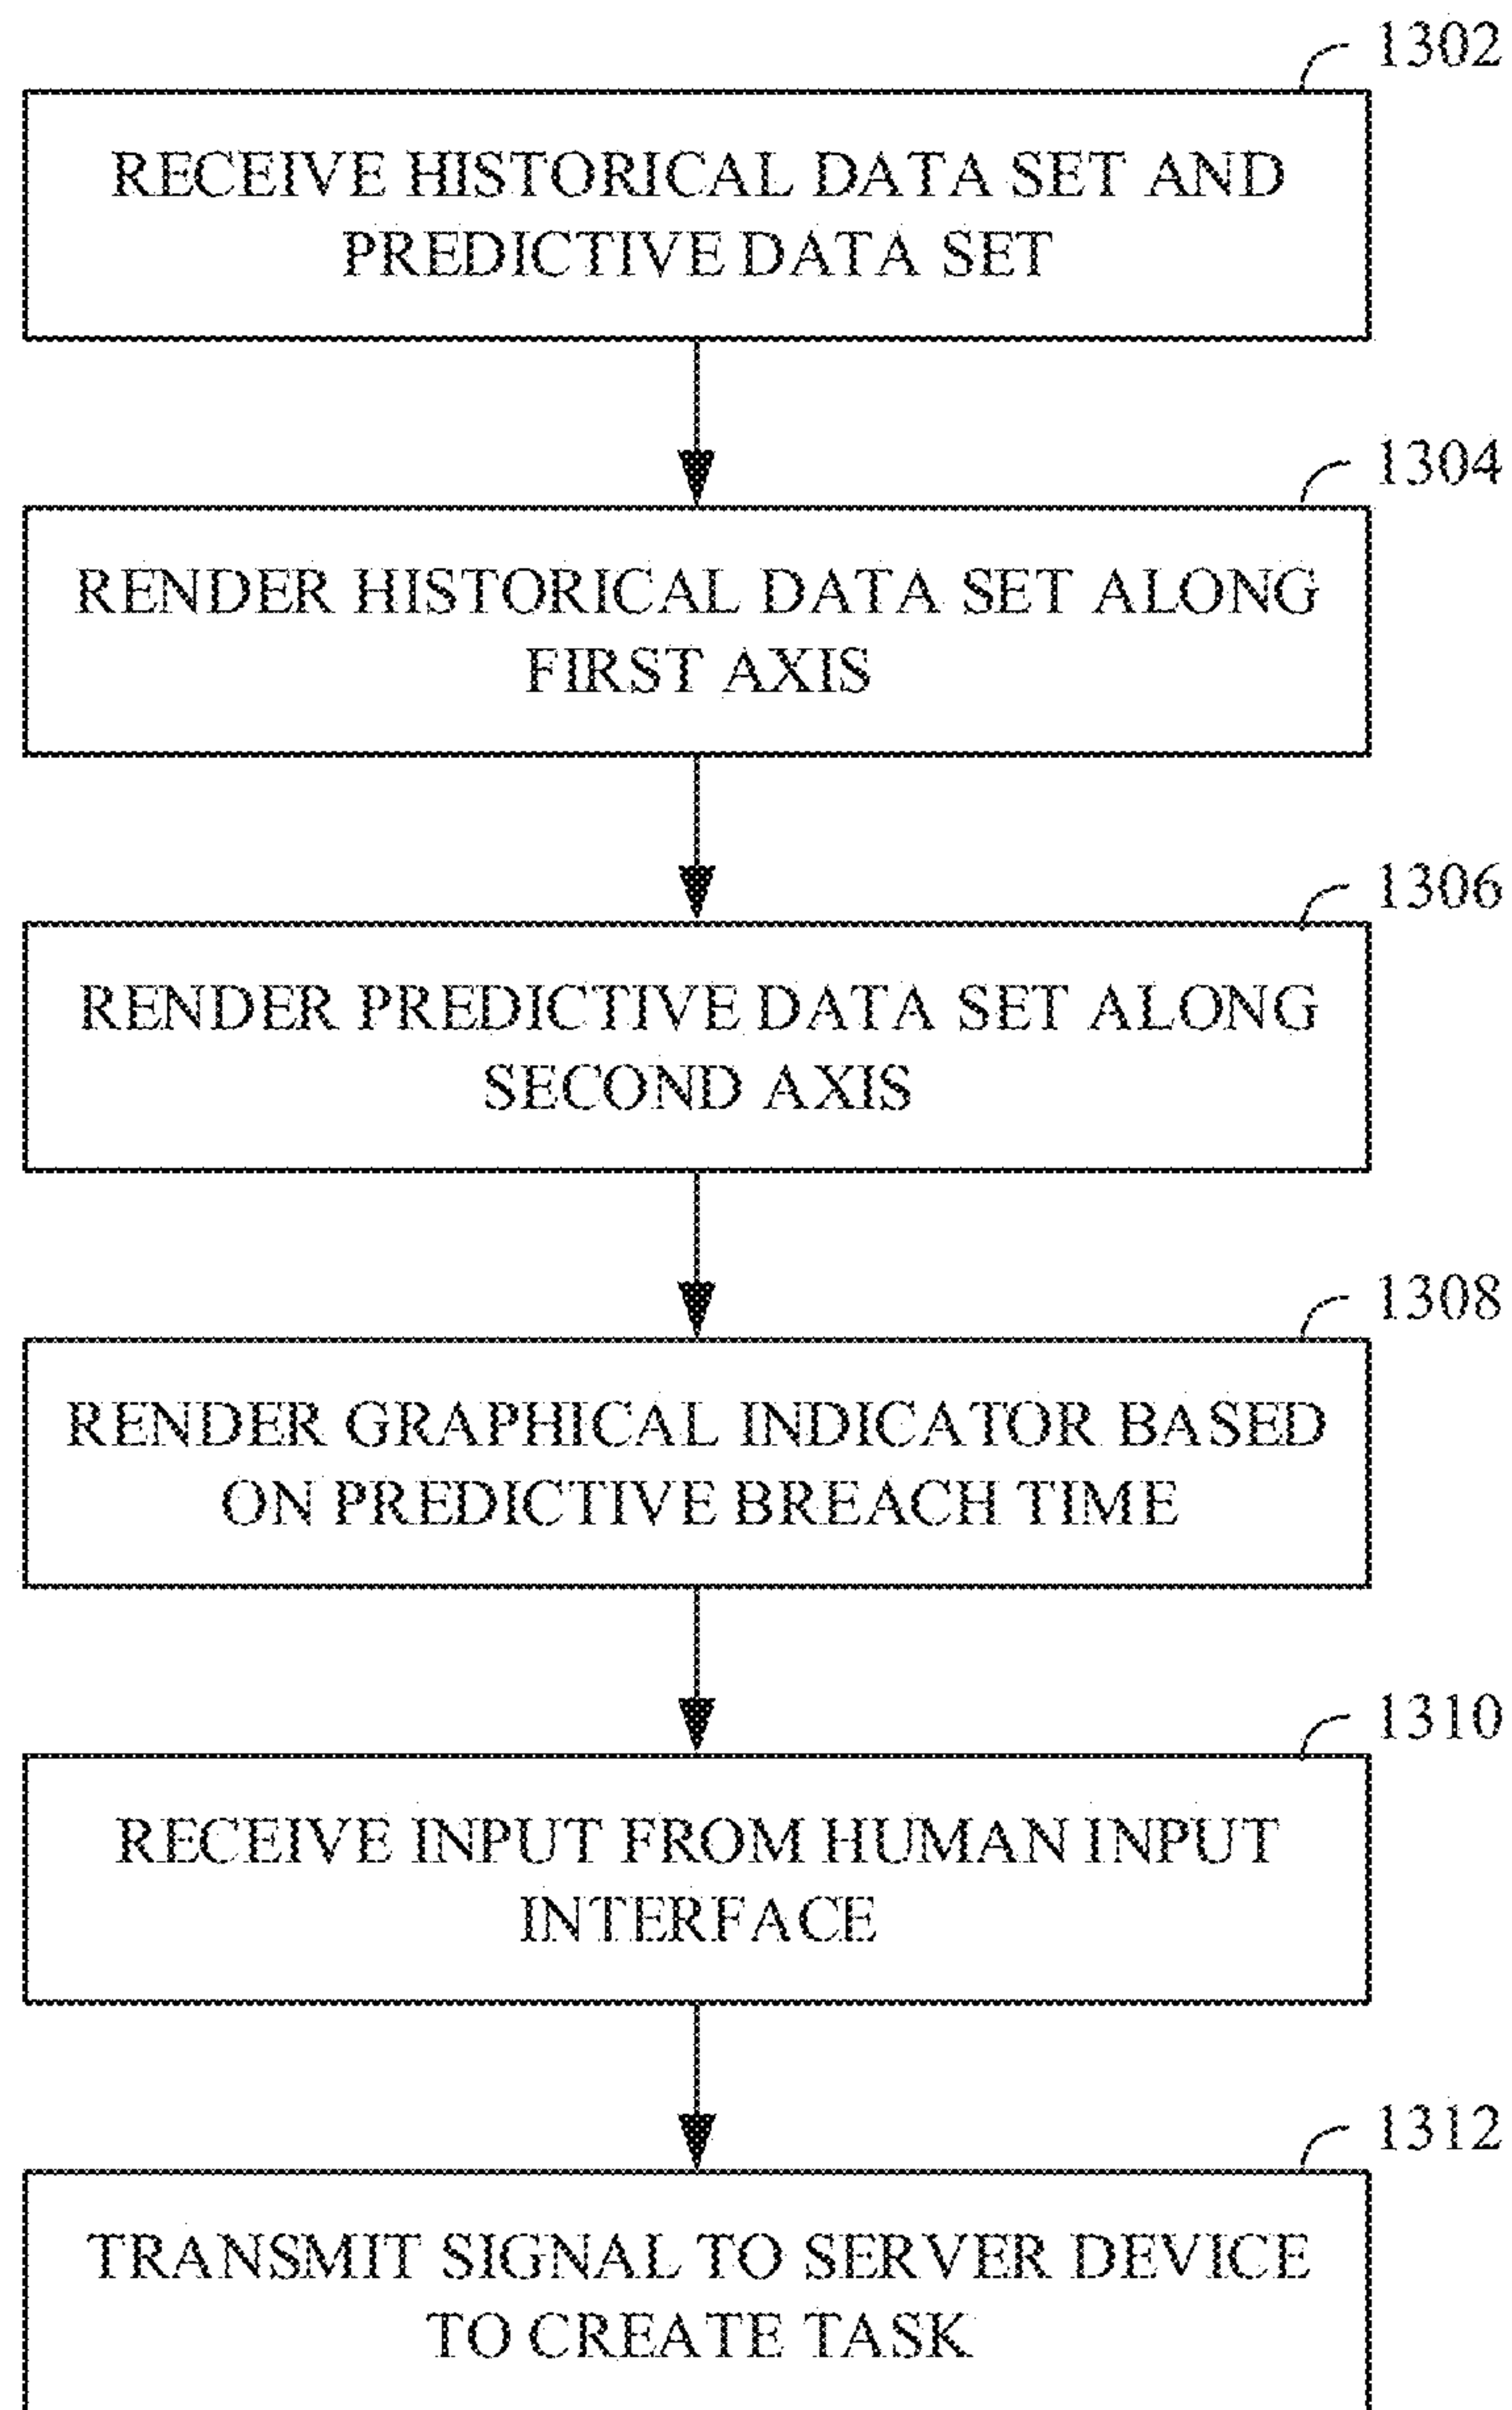 1302
RECEIVE HISTORICAL DATA SET AND
PREDICTIVE DATA SET
1304
RENDER HISTORICAL DATA SET ALONG
FIRST AXIS
1306
RENDER PREDICTIVE DATA SET ALONG
SECOND AXIS
1308
RENDER GRAPHICAL INDICATOR BASED
ON PREDICTIVE BREACH TIME
1310
RECEIVE INPUT FROM HUMAN INPUT
INTERFACE
1312
TRANSMIT SIGNAL TO SERVER DEVICE
TO CREATE TASK